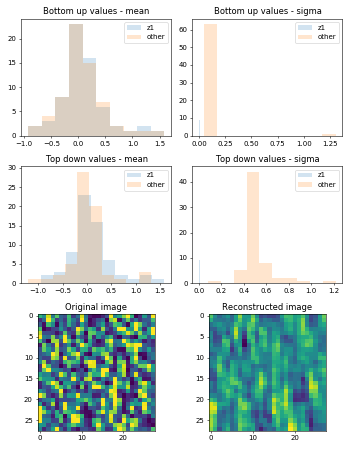 Bottom up values - mean
z1
other
20
15
10
5
0
−1.0 −0.5 0.0 0.5 1.0 1.5
Bottom up values - sigma
z1
other
60
50
40
30
20
10
0
0.00 0.25 0.50 0.75 1.00 1.25
Top down values - mean
z1
other
30
25
20
15
10
5
0
−1.0 −0.5 0.0 0.5 1.0 1.5
Top down values - sigma
z1
other
40
30
20
10
0
0.0 0.2 0.4 0.6 0.8 1.0 1.2
Original image
0
5
10
15
20
25
0 10 20
Reconstructed image
0
5
10
15
20
25
0 10 20